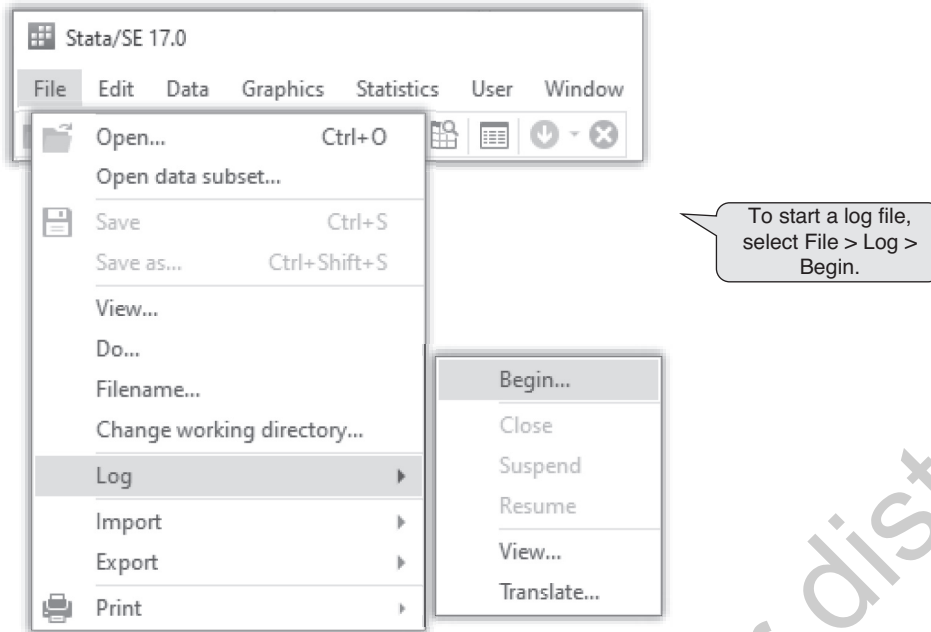 Stata/SE 17.0
File Edit Data Graphics Statistics User Window
Open... Ctrl+O
Open data subset...
Save Ctrl+S
Save as... Ctrl+Shift+S
View...
Do...
Filename...
Change working directory...
Log
Import
Export
Print
Begin...
Close
Suspend
Resume
View...
Translate...
To start a log file,
select File > Log >
Begin.